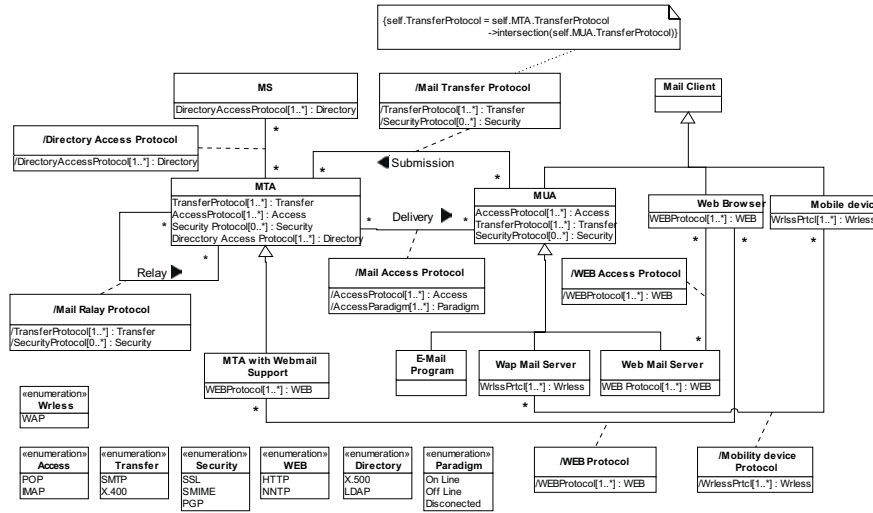 {self.TransferProtocol = self.MTA.TransferProtocol
->intersection(self.MUA.TransferProtocol)}
MS
DirectoryAccessProtocol[1..*] : Directory
*
/Mail Transfer Protocol
/TransferProtocol[1..*] : Transfer
/SecurityProtocol[0..*] : Security
Mail Client
/Directory Access Protocol
/DirectoryAccessProtocol[1..*] : Directory
*
*
Submission
*
MTA
TransferProtocol[1..*] : Transfer
AccessProtocol[1..*] : Access
Security Protocol[0..*] : Security
Direcctory Access Protocol[1..*] : Directory
*
*
Relay
*
Delivery
*
MUA
AccessProtocol[1..*] : Access
TransferProtocol[1..*] : Transfer
SecurityProtocol[0..*] : Security
Web Browser
WEBProtocol[1..*] : WEB
*
*
Mobile devic
WrlssPrtcl[1..*] : Wrless
*
/Mail Access Protocol
/AccessProtocol[1..*] : Access
/AccessParadigm[1..*] : Paradigm
/WEB Access Protocol
/WEBProtocol[1..*] : WEB
*
/Mail Ralay Protocol
/TransferProtocol[1..*] : Transfer
/SecurityProtocol[0..*] : Security
MTA with Webmail
Support
WEBProtocol[1..*] : WEB
*
E-Mail
Program
Wap Mail Server
WrlssPrtcl[1..*] : Wrless
*
Web Mail Server
WEB Protocol[1..*] : WEB
«enumeration»
Wrless
WAP
«enumeration»
Access
POP
IMAP
«enumeration»
Transfer
SMTP
X.400
«enumeration»
Security
SSL
SMIME
PGP
«enumeration»
WEB
HTTP
NNTP
«enumeration»
Directory
X.500
LDAP
«enumeration»
Paradigm
On Line
Off Line
Disconected
/WEB Protocol
/WEBProtocol[1..*] : WEB
/Mobility device
Protocol
/WrlessPrtcl[1..*] : Wrless